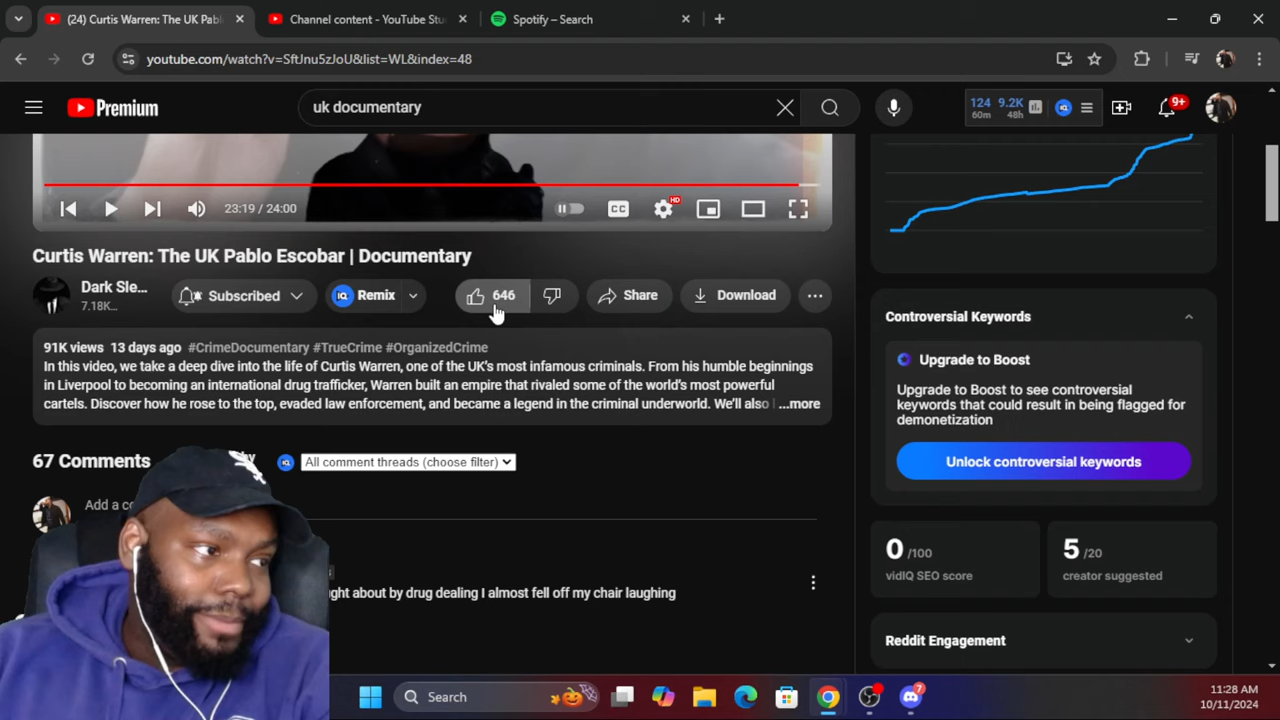 (24) Curtis Warren: The UK Pabl
Channel content - YouTube Stu
Spotify – Search
youtube.com/watch?v=SftJnu5zJoU&list=WL&index=48
Premium
uk documentary
124
60m
9.2K
48h
9+
23:19 / 24:00
CC
HD
Curtis Warren: The UK Pablo Escobar | Documentary
Dark Sle...
7.18K...
Subscribed
Remix
646
Share
Download
91K views 13 days ago #CrimeDocumentary #TrueCrime #OrganizedCrime
In this video, we take a deep dive into the life of Curtis Warren, one of the UK's most infamous criminals. From his humble beginnings
in Liverpool to becoming an international drug trafficker, Warren built an empire that rivaled some of the world's most powerful
cartels. Discover how he rose to the top, evaded law enforcement, and became a legend in the criminal underworld. We'll also ...more
67 Comments
All comment threads (choose filter)
Add a co
ght about by drug dealing I almost fell off my chair laughing
Controversial Keywords
Upgrade to Boost
Upgrade to Boost to see controversial
keywords that could result in being flagged for
demonetization
Unlock controversial keywords
0 /100
vidIQ SEO score
5 /20
creator suggested
Reddit Engagement
Search
7
11:28 AM
10/11/2024